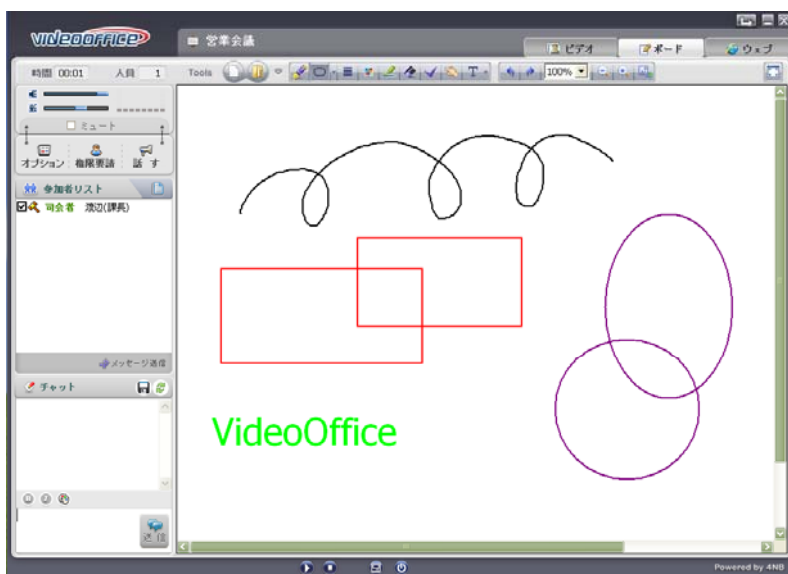 VIDEOOFFICE
営業会議
ビデオ
ボード
ウェブ
時間 00:01 人員 1
Tools
T
100%
ミュート
オプション 権限要請 話す
参加者リスト
司会者 渡辺(課長)
メッセージ送信
チャット
送信
VideoOffice
Powered by 4NB